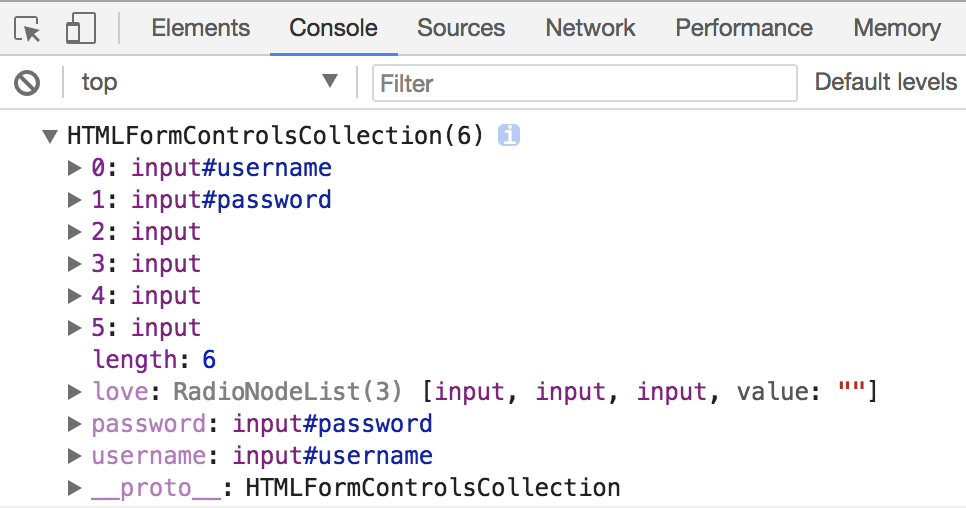 Elements Console Sources Network Performance Memory
top Filter Default levels
HTMLFormControlsCollection(6) i
0: input#username
1: input#password
2: input
3: input
4: input
5: input
length: 6
love: RadioNodeList(3) [input, input, input, value: ""]
password: input#password
username: input#username
__proto__: HTMLFormControlsCollection